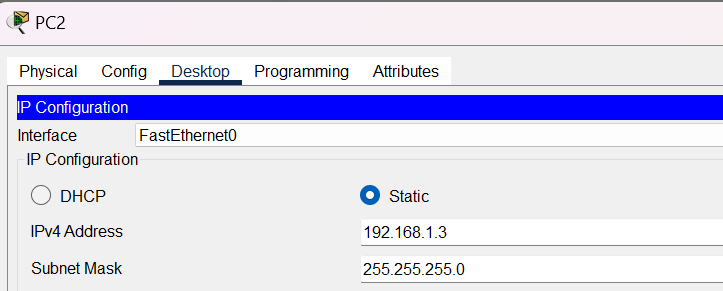 PC2
Physical Config Desktop Programming Attributes
IP Configuration
Interface FastEthernet0
IP Configuration
DHCP Static
IPv4 Address 192.168.1.3
Subnet Mask 255.255.255.0